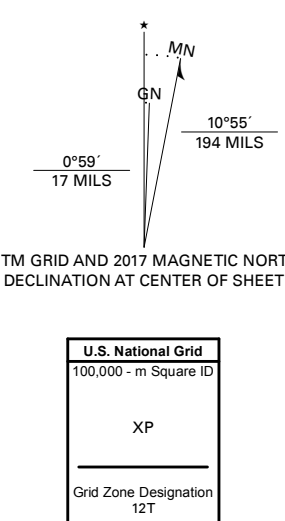 ★
MN
GN
10°55´
194 MILS
0°59´
17 MILS
TM GRID AND 2017 MAGNETIC NORT
DECLINATION AT CENTER OF SHEET
U.S. National Grid
100,000 - m Square ID
XP
Grid Zone Designation
12T